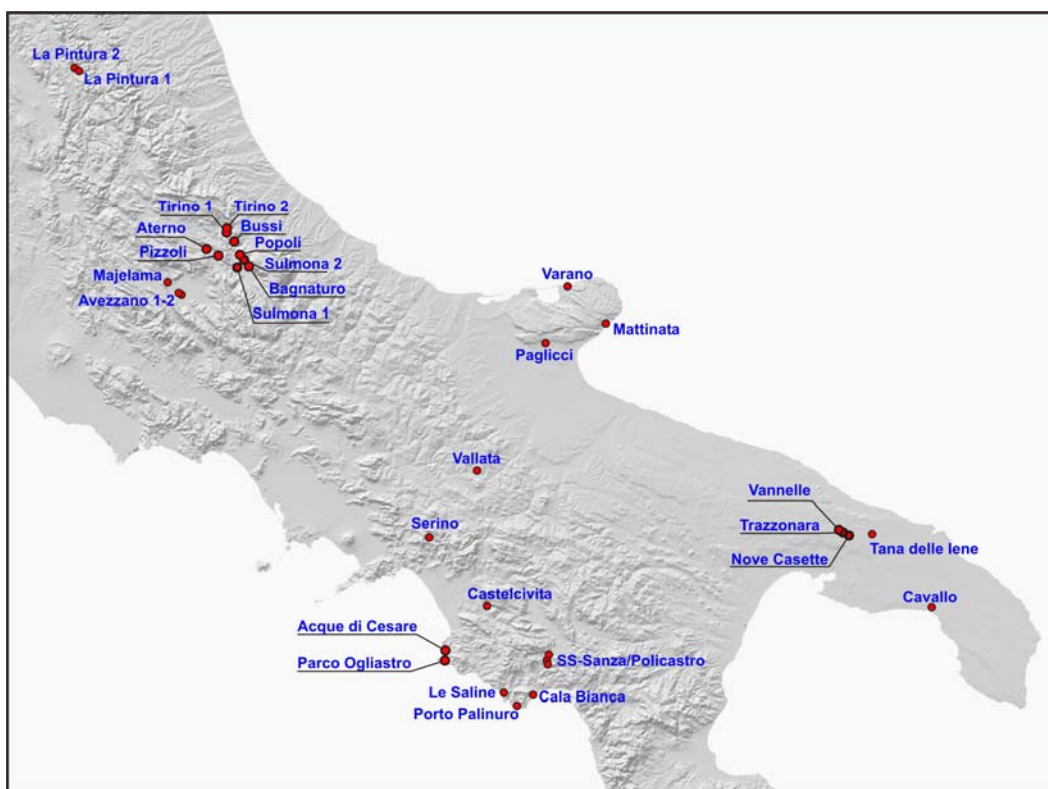 La Pintura 2
La Pintura 1
Tirino 1
Tirino 2
Aterno
Bussi
Pizzoli
Popoli
Majelama
Sulmona 2
Avezzano 1-2
Bagnaturo
Sulmona 1
Varano
Mattinata
Paglicci
Vallata
Vannelle
Serino
Trazzonara
Tana delle Iene
Nove Casette
Castelcivita
Cavallo
Acque di Cesare
Parco Ogliastro
SS-Sanza/Policastro
Le Saline
Cala Bianca
Porto Palinuro